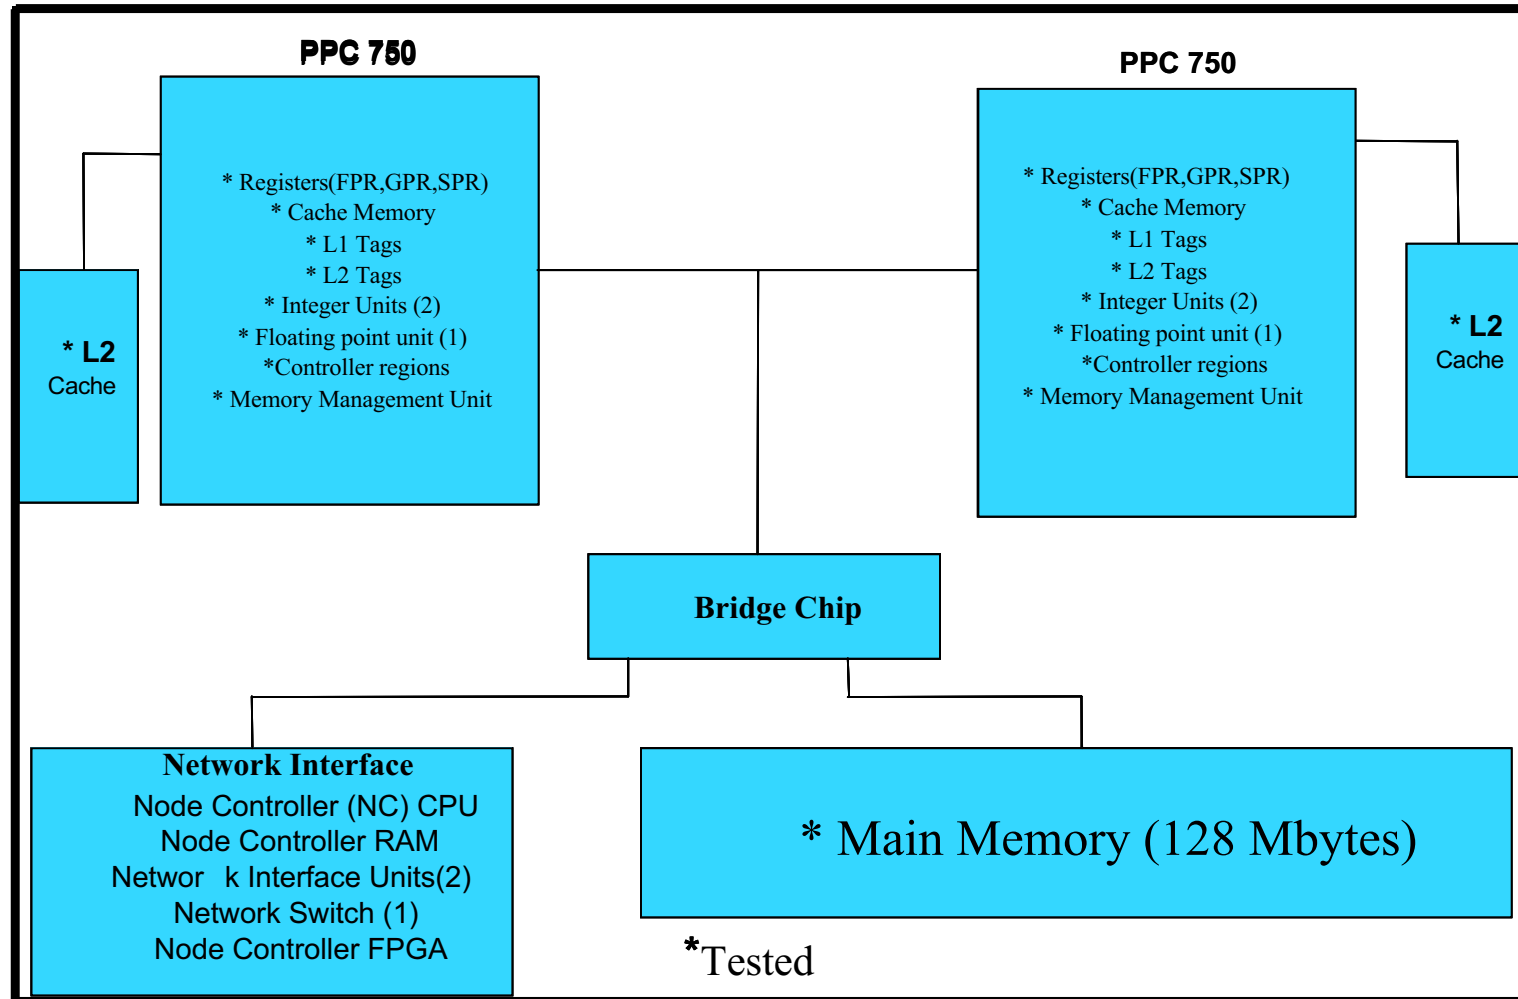 PPC 750
* Registers(FPR,GPR,SPR)
* Cache Memory
* L1 Tags
* L2 Tags
* Integer Units (2)
* Floating point unit (1)
*Controller regions
* Memory Management Unit
* L2
Cache
PPC 750
* Registers(FPR,GPR,SPR)
* Cache Memory
* L1 Tags
* L2 Tags
* Integer Units (2)
* Floating point unit (1)
*Controller regions
* Memory Management Unit
* L2
Cache
Bridge Chip
Network Interface
Node Controller (NC) CPU
Node Controller RAM
Networ k Interface Units(2)
Network Switch (1)
Node Controller FPGA
* Main Memory (128 Mbytes)
*Tested